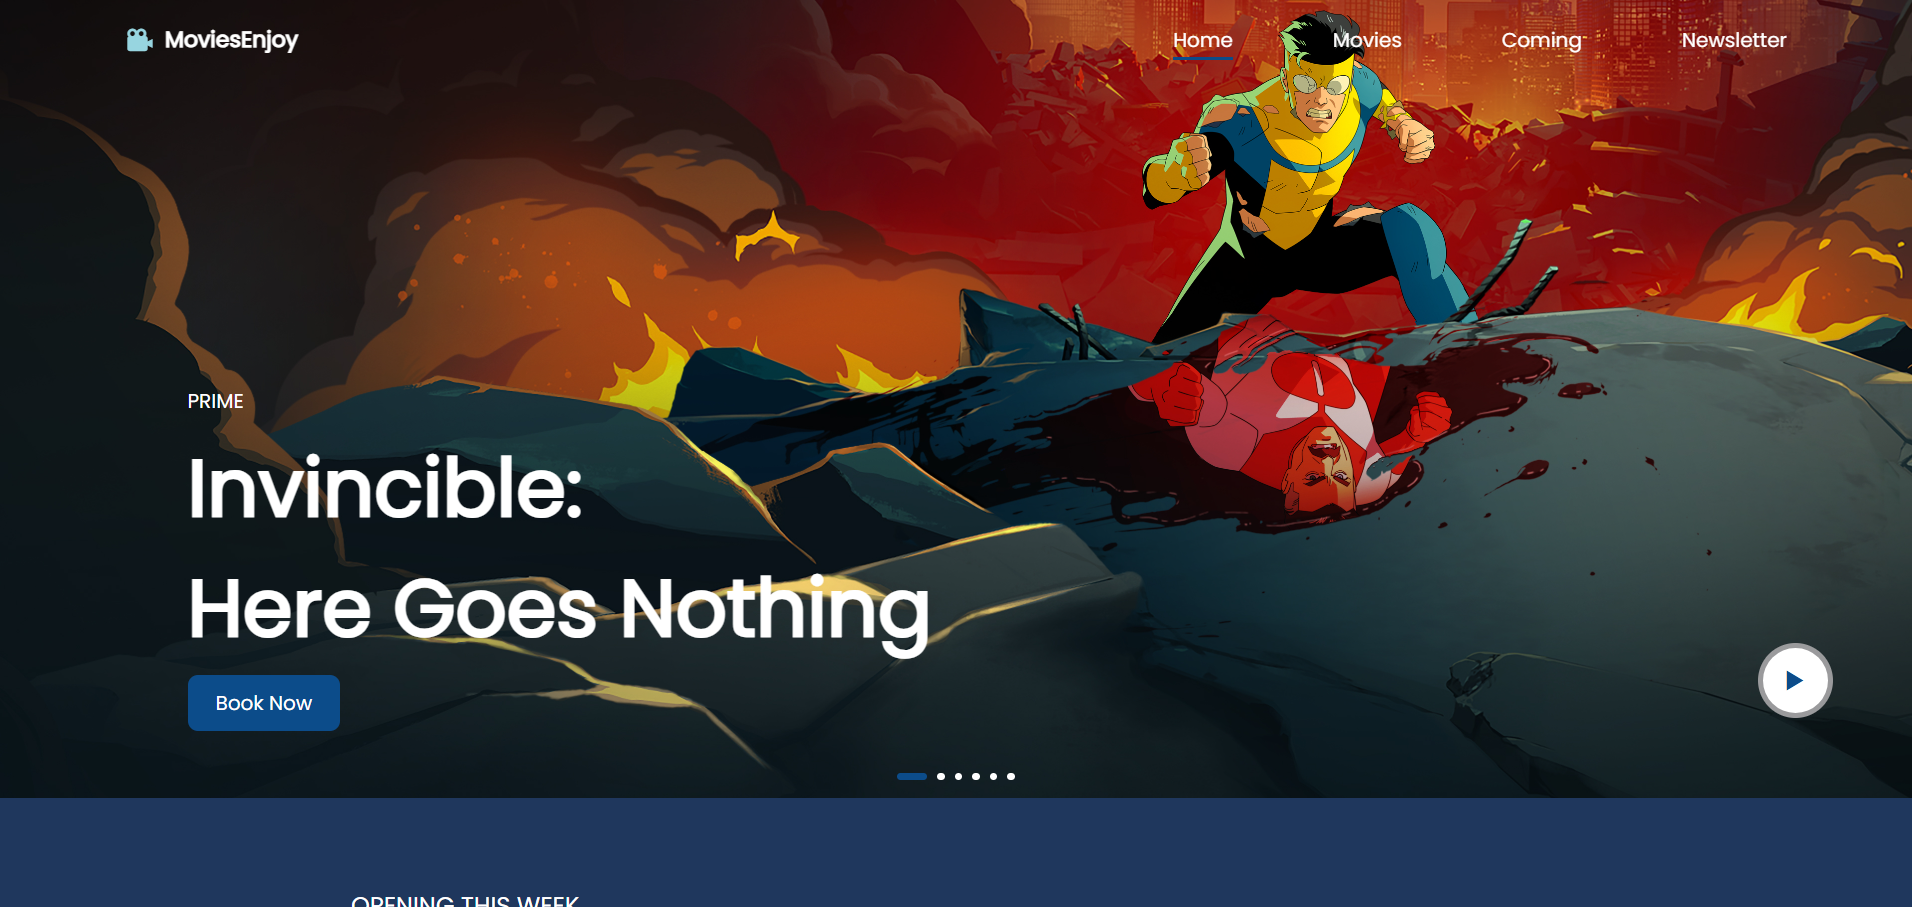 MoviesEnjoy
Home
Movies
Coming
Newsletter
PRIME
Invincible:
Here Goes Nothing
Book Now
OPENING THIS WEEK